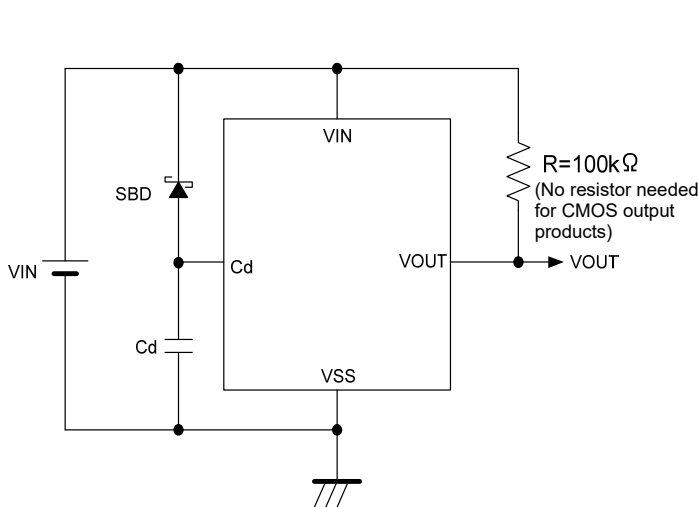 VIN
SBD
R=100kΩ
(No resistor needed
for CMOS output
products)
VIN
Cd
VOUT
VOUT
Cd
VSS